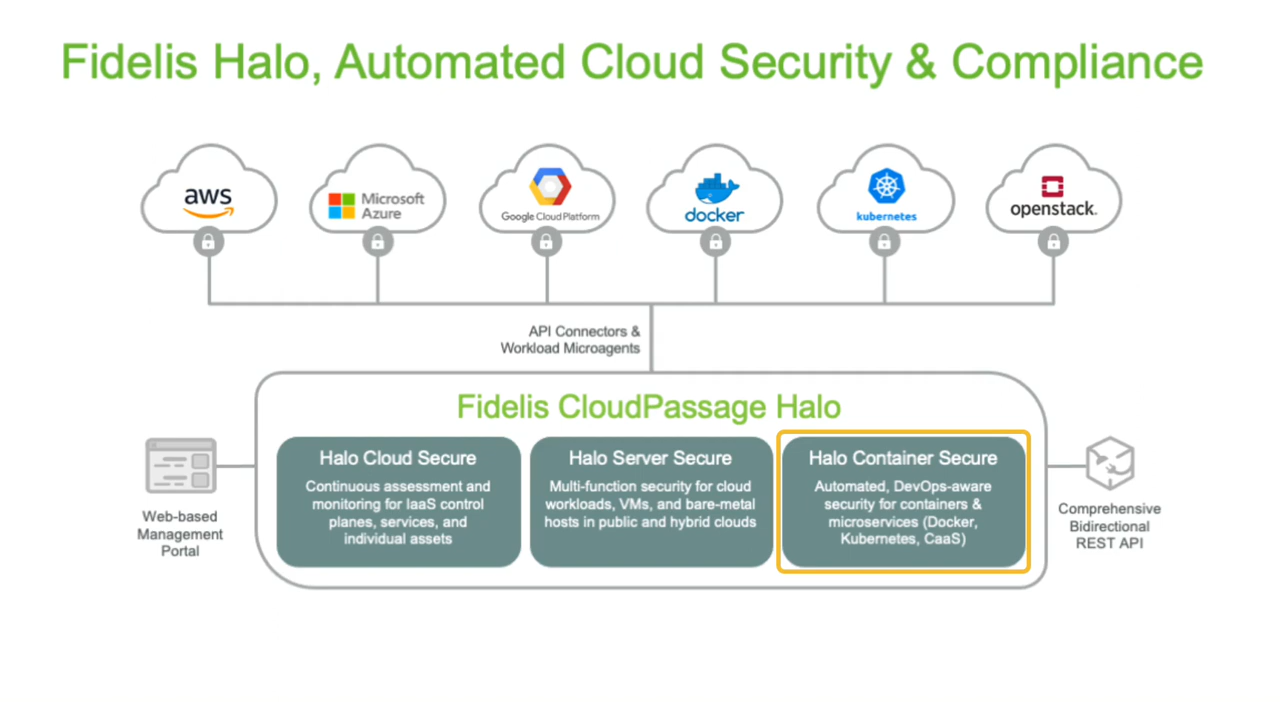 Fidelis Halo, Automated Cloud Security & Compliance
aws
Microsoft
Azure
Google Cloud Platform
docker
kubernetes
openstack.
API Connectors &
Workload Microagents
Fidelis CloudPassage Halo
Web-based
Management
Portal
Halo Cloud Secure
Continuous assessment and
monitoring for IaaS control
planes, services, and
individual assets
Halo Server Secure
Multi-function security for cloud
workloads, VMs, and bare-metal
hosts in public and hybrid clouds
Halo Container Secure
Automated, DevOps-aware
security for containers &
microservices (Docker,
Kubernetes, CaaS)
Comprehensive
Bidirectional
REST API